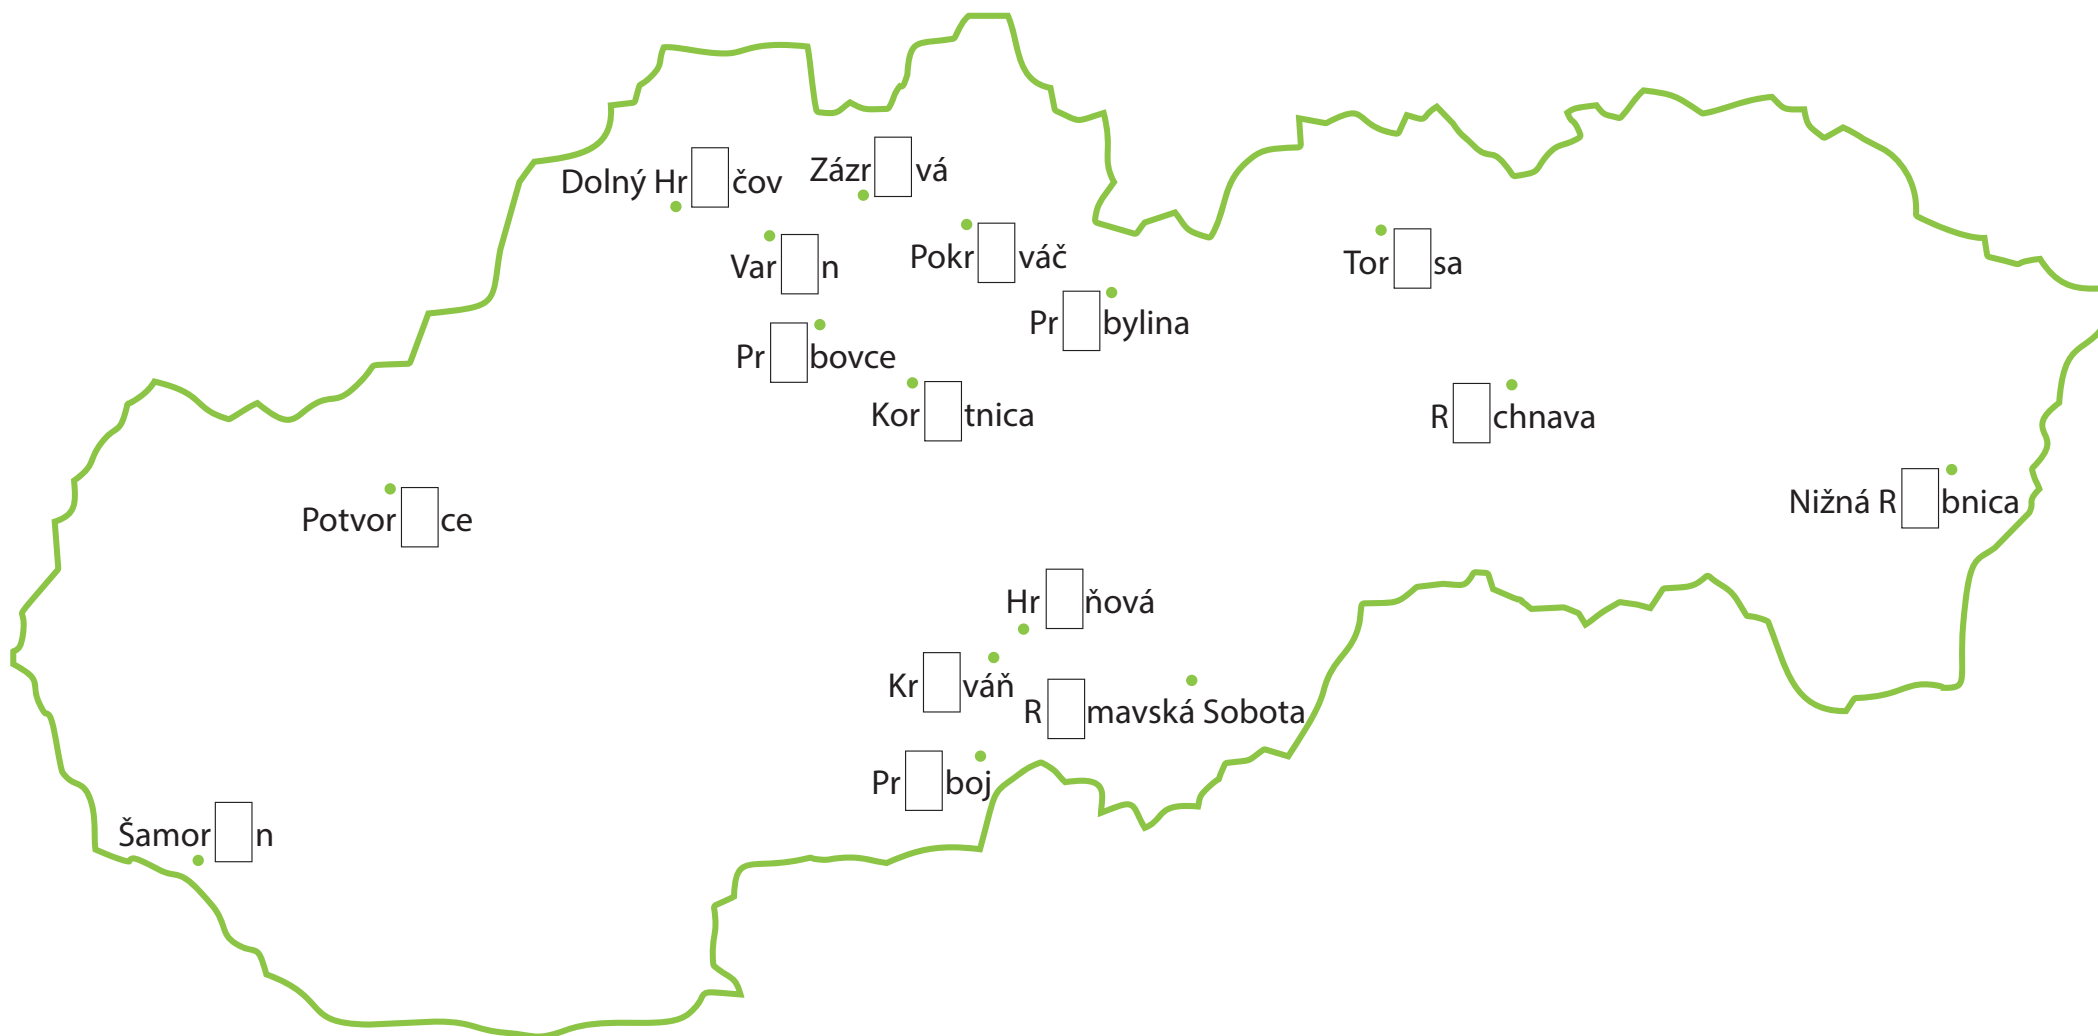 Dolný Hr čov
Zázr vá
Var n
Pokr váč
Tor sa
Pr bylina
Pr bovce
Kor tnica
R chnava
Nižná R bnica
Potvor ce
Hr ňová
Kr váň
R mavská Sobota
Pr boj
Šamor n